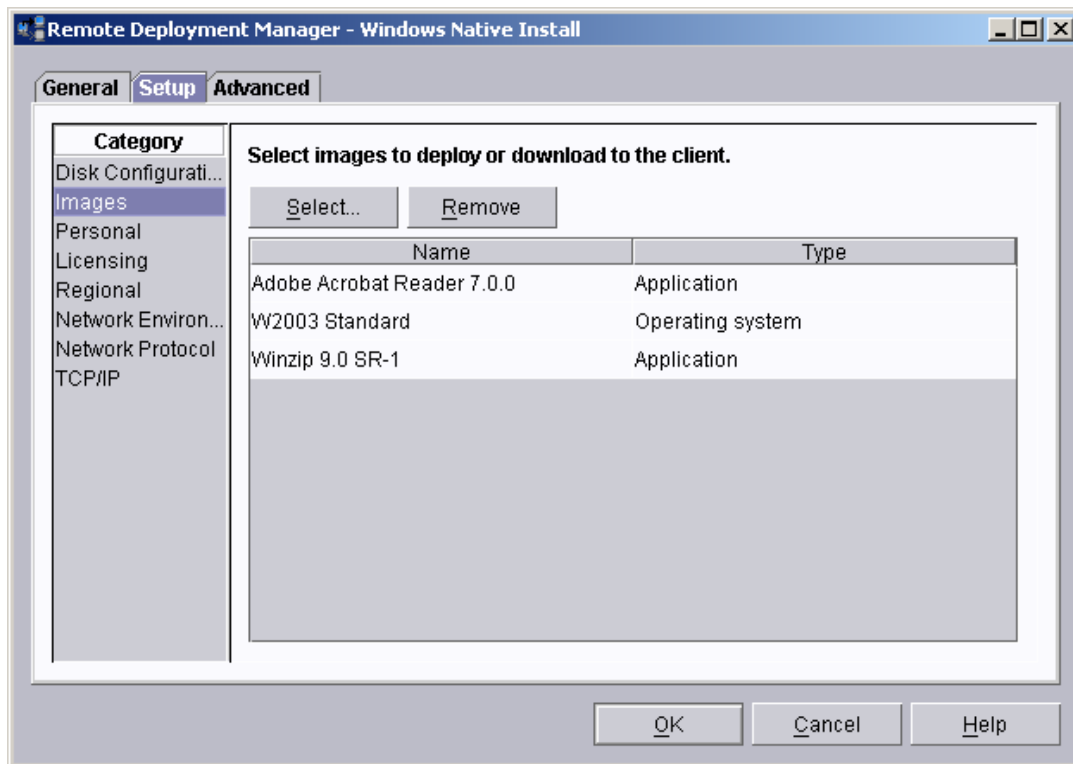 Remote Deployment Manager - Windows Native Install
General Setup Advanced
Category
Disk Configurati...
Images
Personal
Licensing
Regional
Network Environ...
Network Protocol
TCP/IP
Select images to deploy or download to the client.
Select... Remove
Name Type
Adobe Acrobat Reader 7.0.0 Application
W2003 Standard Operating system
Winzip 9.0 SR-1 Application
OK Cancel Help